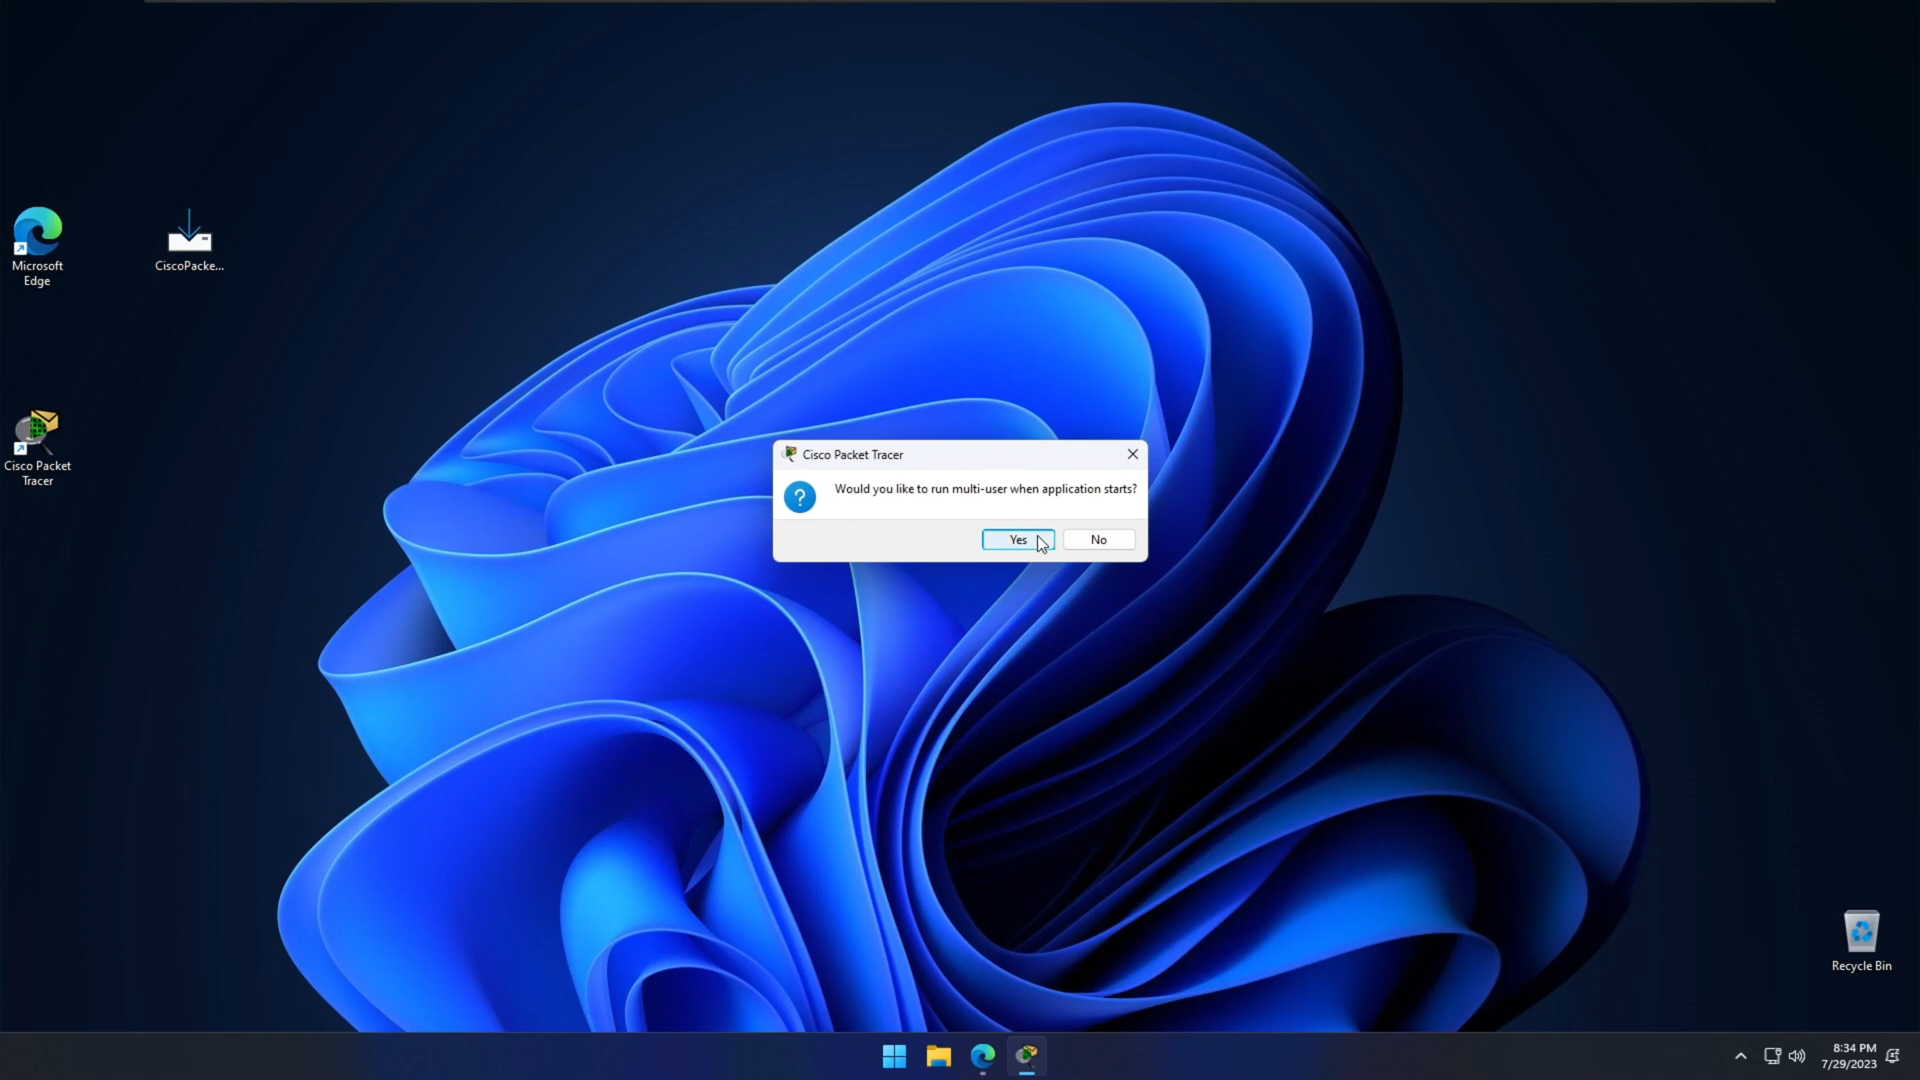 Microsoft
Edge
CiscoPacke...
Cisco Packet
Tracer
Cisco Packet Tracer
Would you like to run multi-user when application starts?
Yes
No
Recycle Bin
8:34 PM
7/29/2023